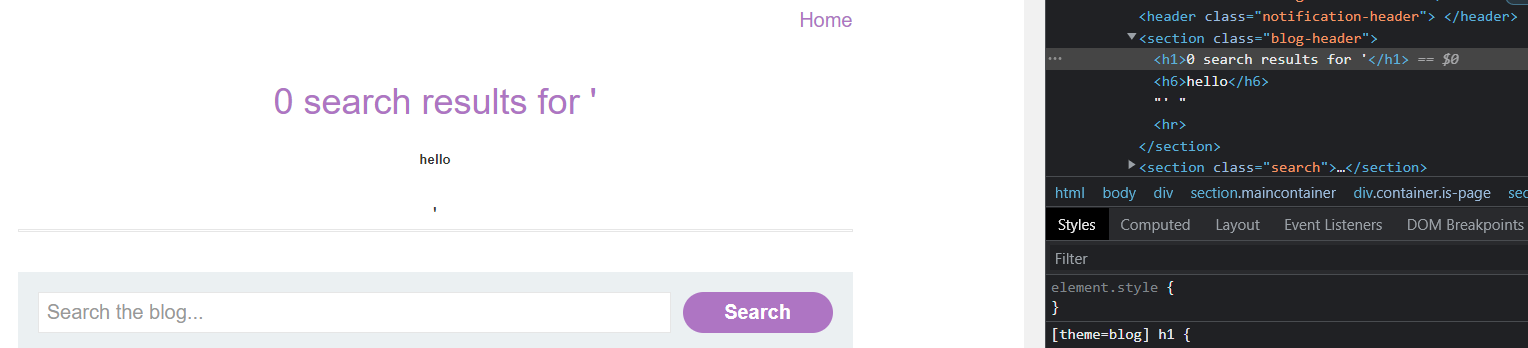 Home
0 search results for '
hello
'
Search the blog...
Search
<header class="notification-header"> </header>
<section class="blog-header">
··· <h1>0 search results for '</h1> == $0
<h6>hello</h6>
"' "
<hr>
</section>
<section class="search">…</section>
html body div section.maincontainer div.container.is-page sec
Styles Computed Layout Event Listeners DOM Breakpoints
Filter
element.style {
}
[theme=blog] h1 {